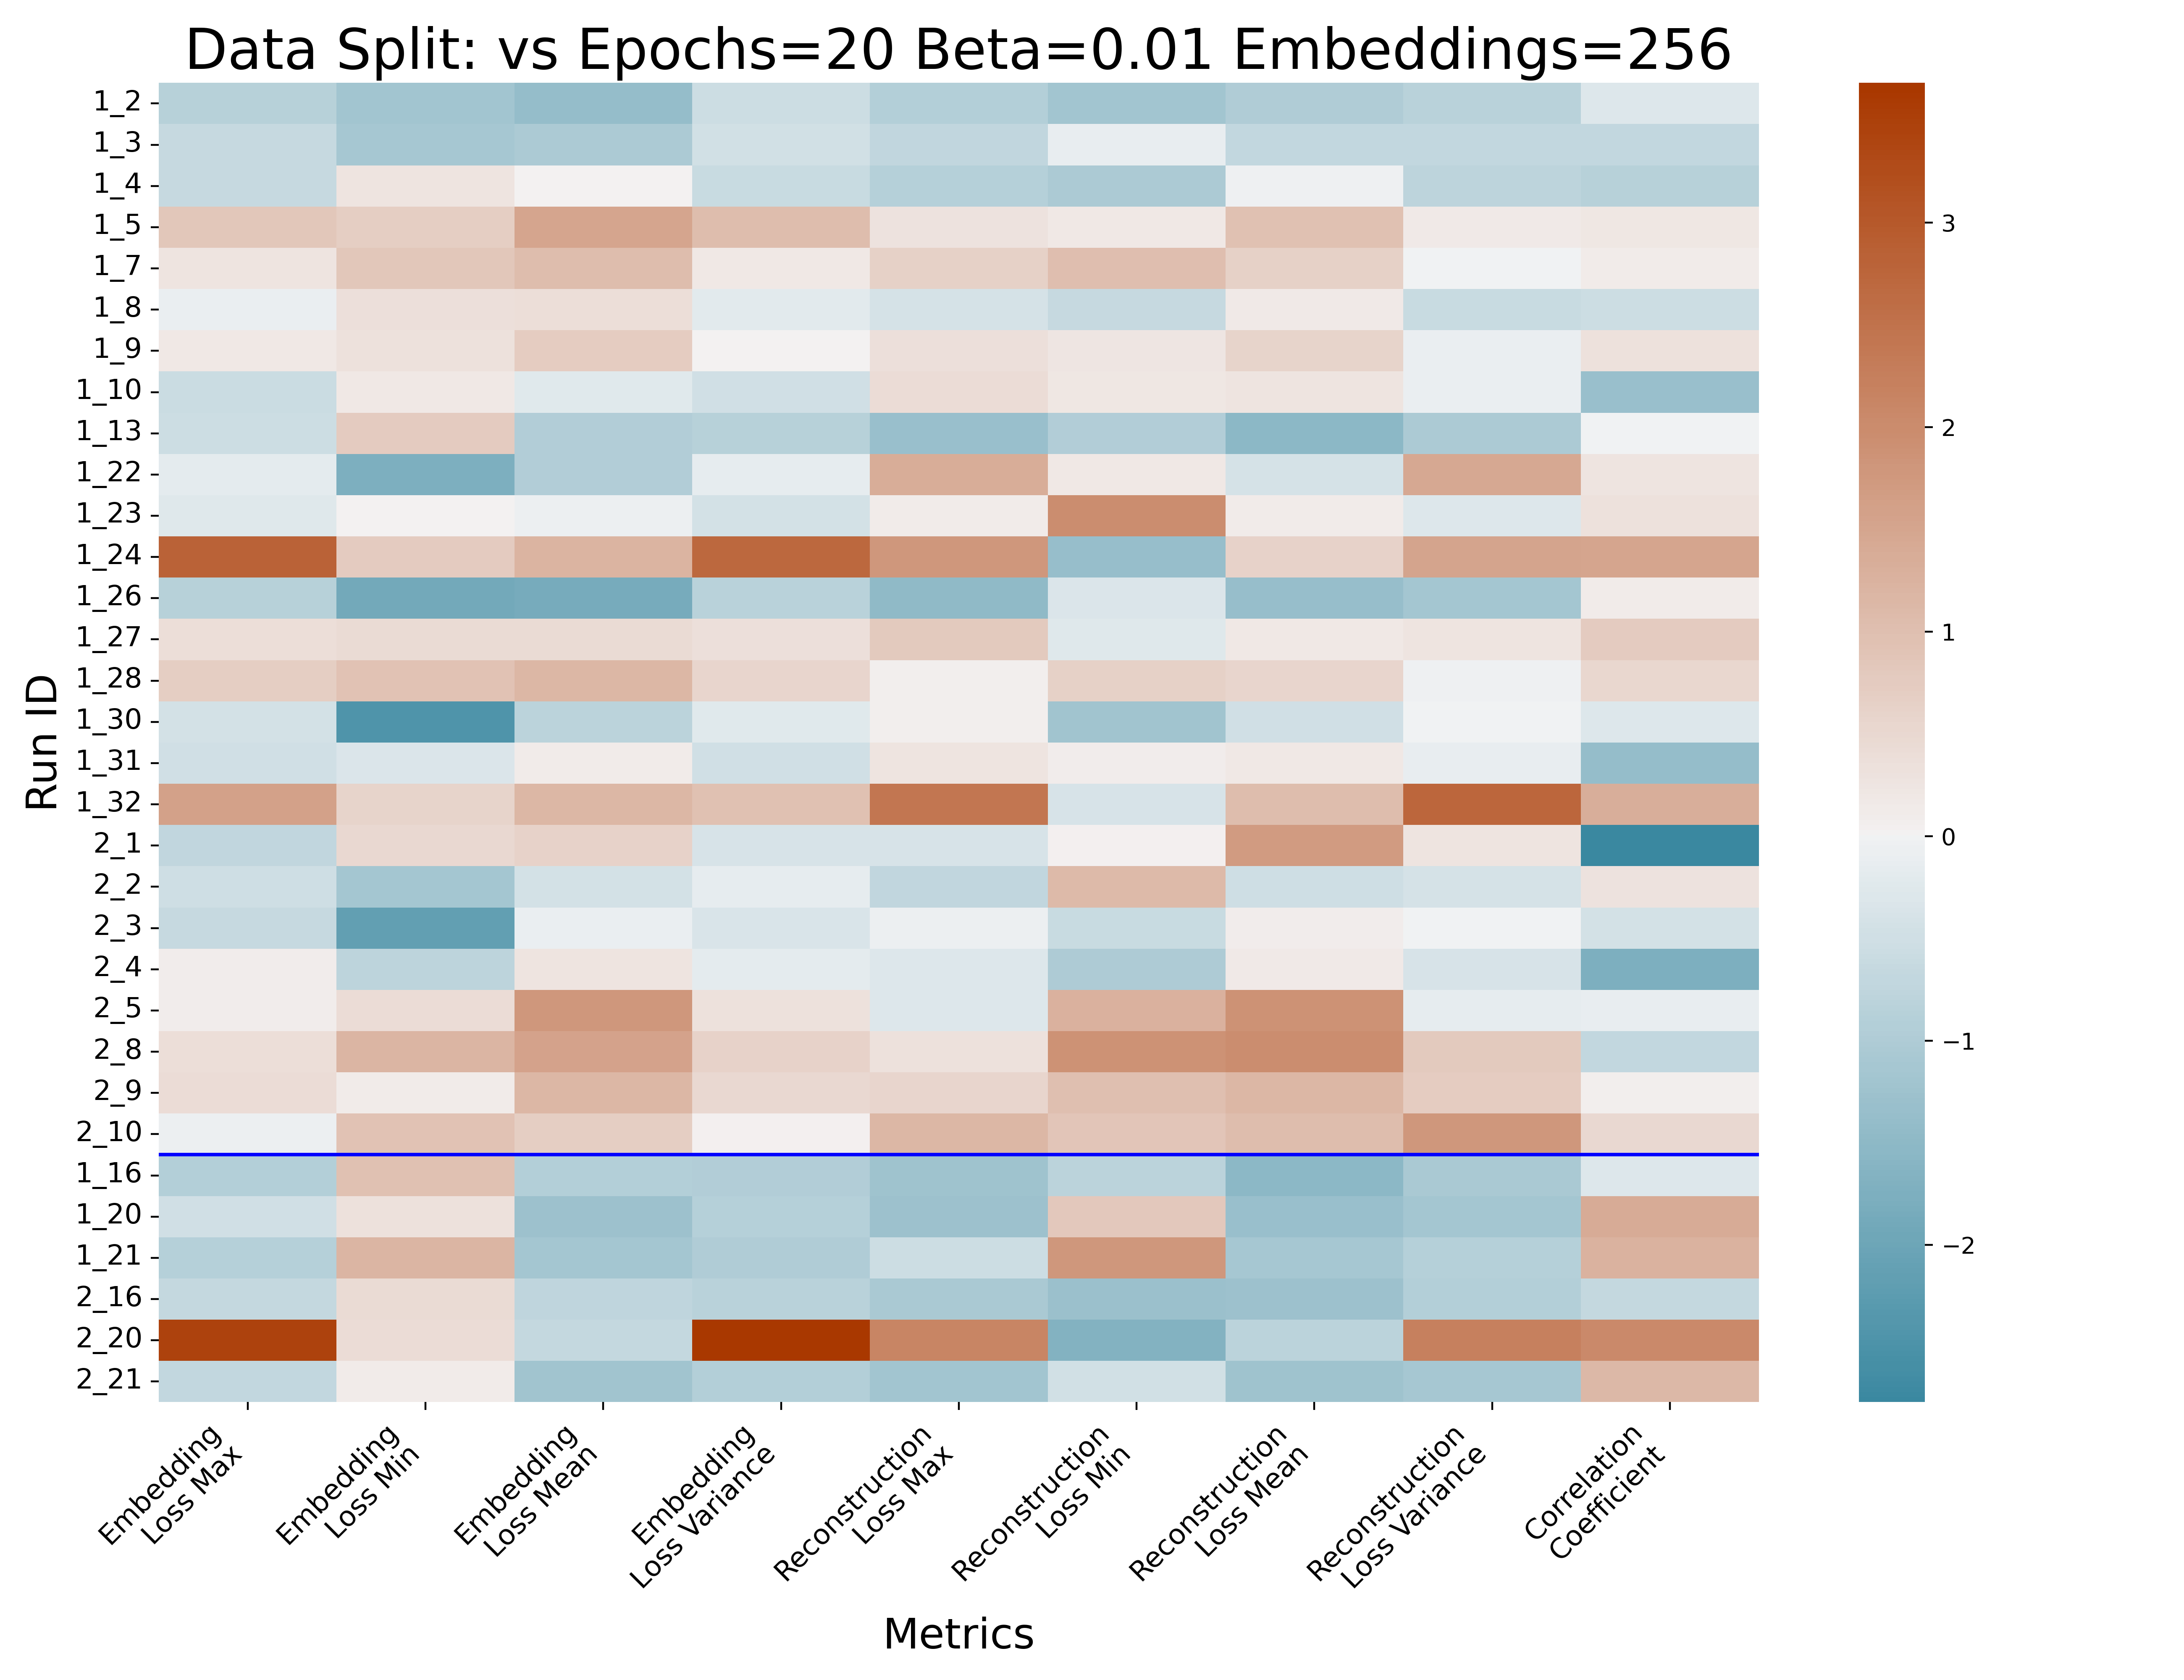 Data Split: vs Epochs=20 Beta=0.01 Embeddings=256
Run ID
1_2
1_3
1_4
1_5
1_7
1_8
1_9
1_10
1_13
1_22
1_23
1_24
1_26
1_27
1_28
1_30
1_31
1_32
2_1
2_2
2_3
2_4
2_5
2_8
2_9
2_10
1_16
1_20
1_21
2_16
2_20
2_21
Embedding
Loss Max
Embedding
Loss Min
Embedding
Loss Mean
Embedding
Loss Variance
Reconstruction
Loss Max
Reconstruction
Loss Min
Reconstruction
Loss Mean
Reconstruction
Loss Variance
Correlation
Coefficient
Metrics
3
2
1
0
−1
−2